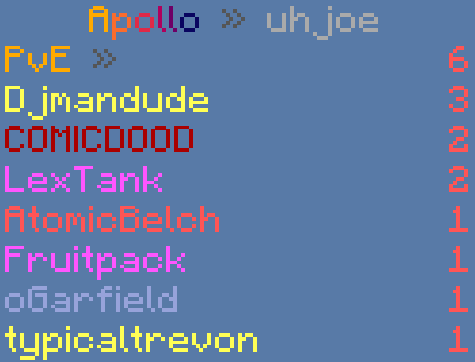 Apollo » uhjoe
PvE » 6
Djmandude 3
COMICDOOD 2
LexTank 2
AtomicBelch 1
Fruitpack 1
oGarfield 1
typicaltrevon 1